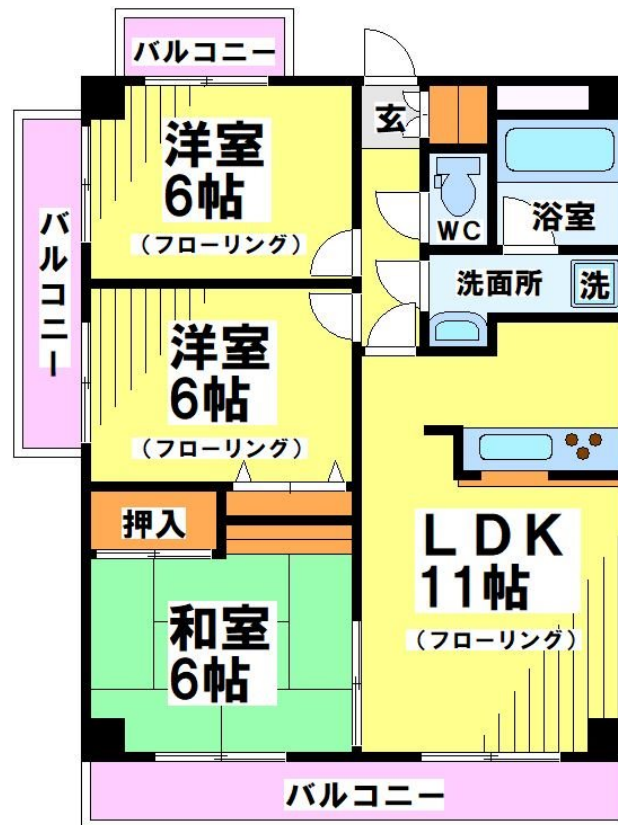 バルコニー
玄
洋室
6帖
(フローリング)
バルコニー
WC
浴室
洗面所
洗
洋室
6帖
(フローリング)
押入
LDK
11帖
(フローリング)
和室
6帖
バルコニー